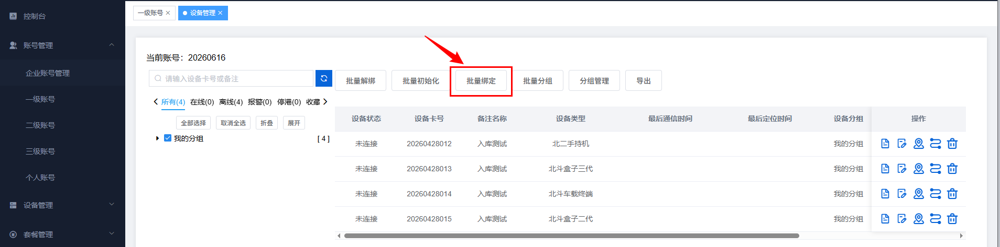 控制台
账号管理
企业账号管理
一级账号
二级账号
三级账号
个人账号
设备管理
套餐管理
一级账号 × 设备管理 ×
当前账号：20260616
请输入设备卡号或备注
批量解绑 批量初始化 批量绑定 批量分组 分组管理 导出
所有(4) 在线(0) 离线(4) 报警(0) 停港(0) 收藏
全部选择 取消全选 折叠 展开
我的分组 [ 4 ]
设备状态 设备卡号 备注名称 设备类型 最后通信时间 最后定位时间 设备分组 操作
未连接 20260428012 入库测试 北二手持机 我的分组
未连接 20260428013 入库测试 北斗盒子三代 我的分组
未连接 20260428014 入库测试 北斗车载终端 我的分组
未连接 20260428015 入库测试 北斗盒子二代 我的分组